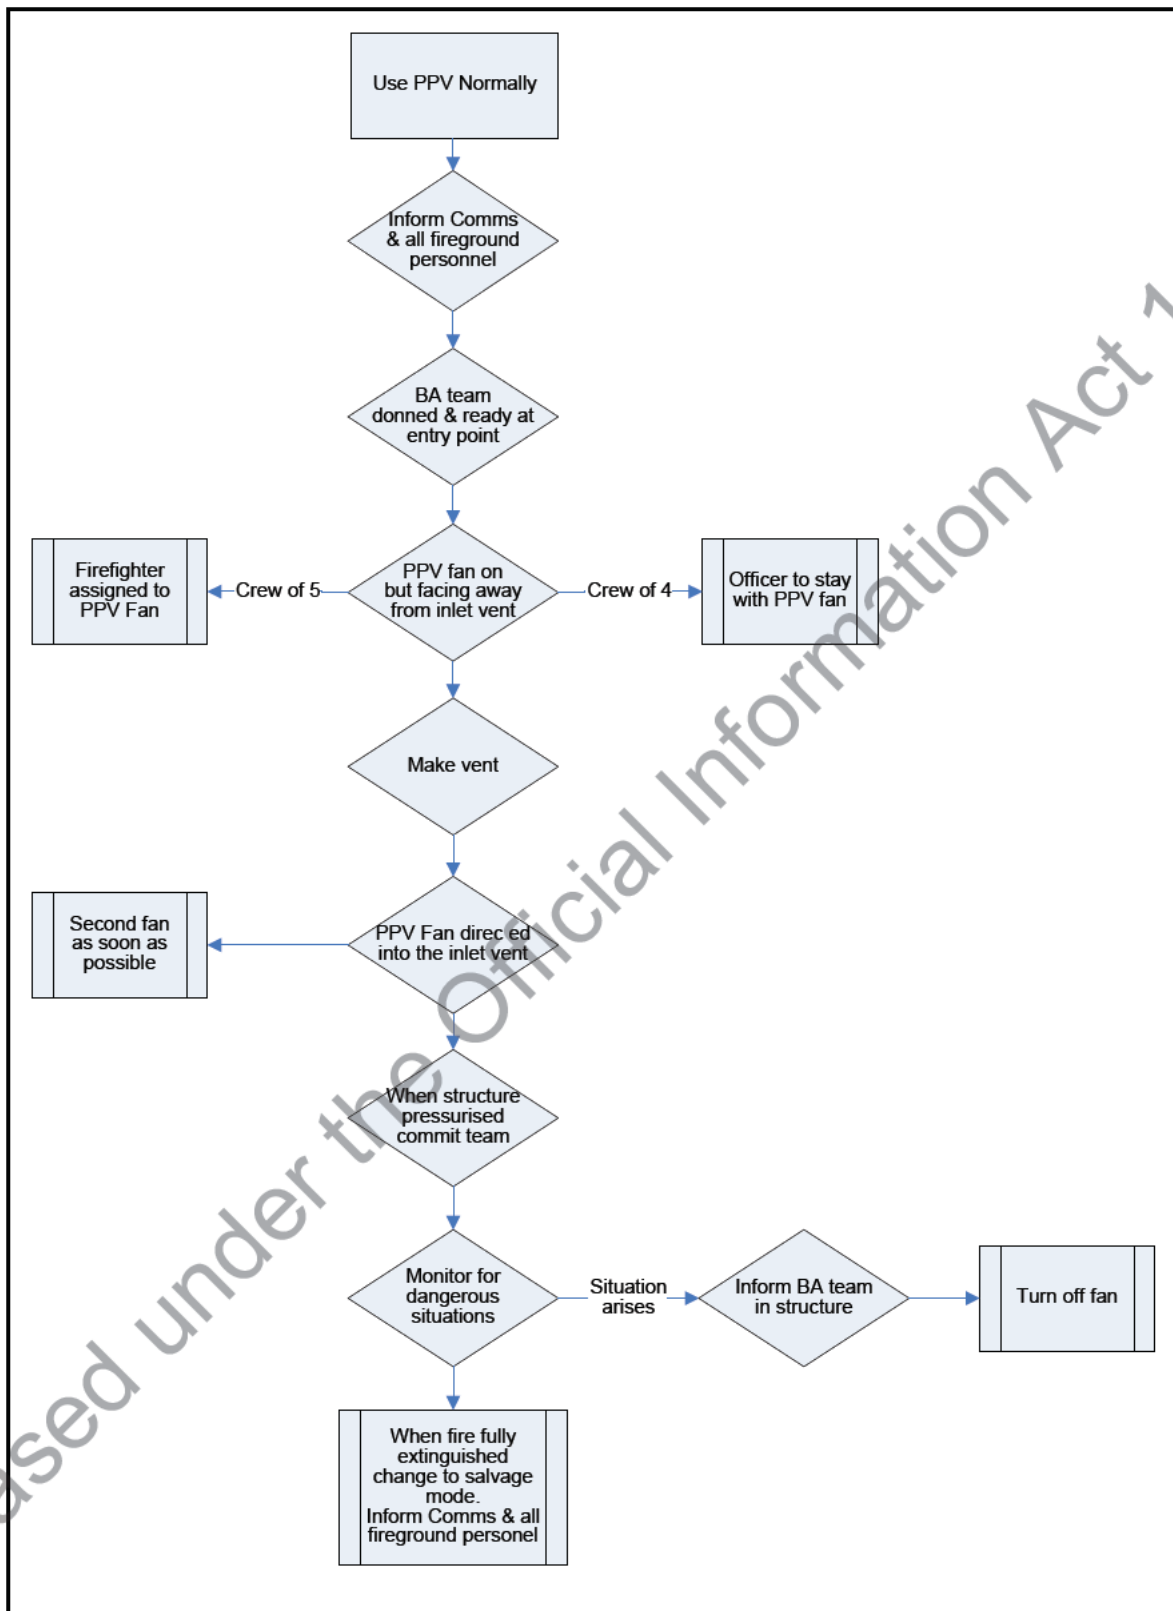 Use PPV Normally
Inform Comms
& all fireground
personnel
BA team
donned & ready at
entry point
Firefighter
assigned to
PPV Fan
Crew of 5
PPV fan on
but facing away
from inlet vent
Crew of 4
Officer to stay
with PPV fan
Make vent
Second fan
as soon as
possible
PPV Fan direc ed
into the inlet vent
When structure
pressurised
commit team
Monitor for
dangerous
situations
Situation
arises
Inform BA team
in structure
Turn off fan
When fire fully
extinguished
change to salvage
mode.
Inform Comms & all
fireground personel
ased under the Official Information Act 1